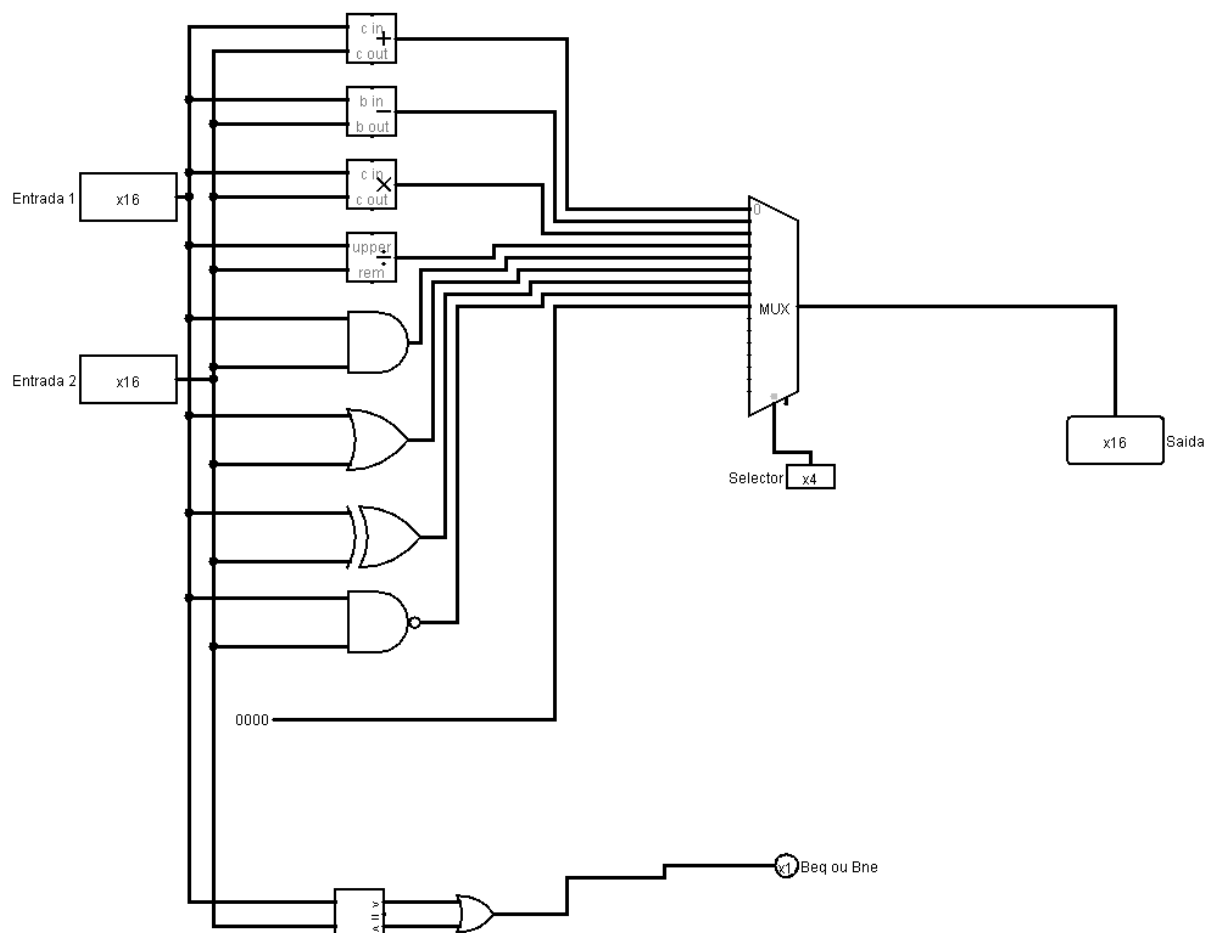 c in
+
c out
b in
−
b out
Entrada 1
x16
c in
×
c out
upper
÷
rem
Entrada 2
x16
0
MUX
Selector
x4
x16
Saida
0000
x1
Beq ou Bne